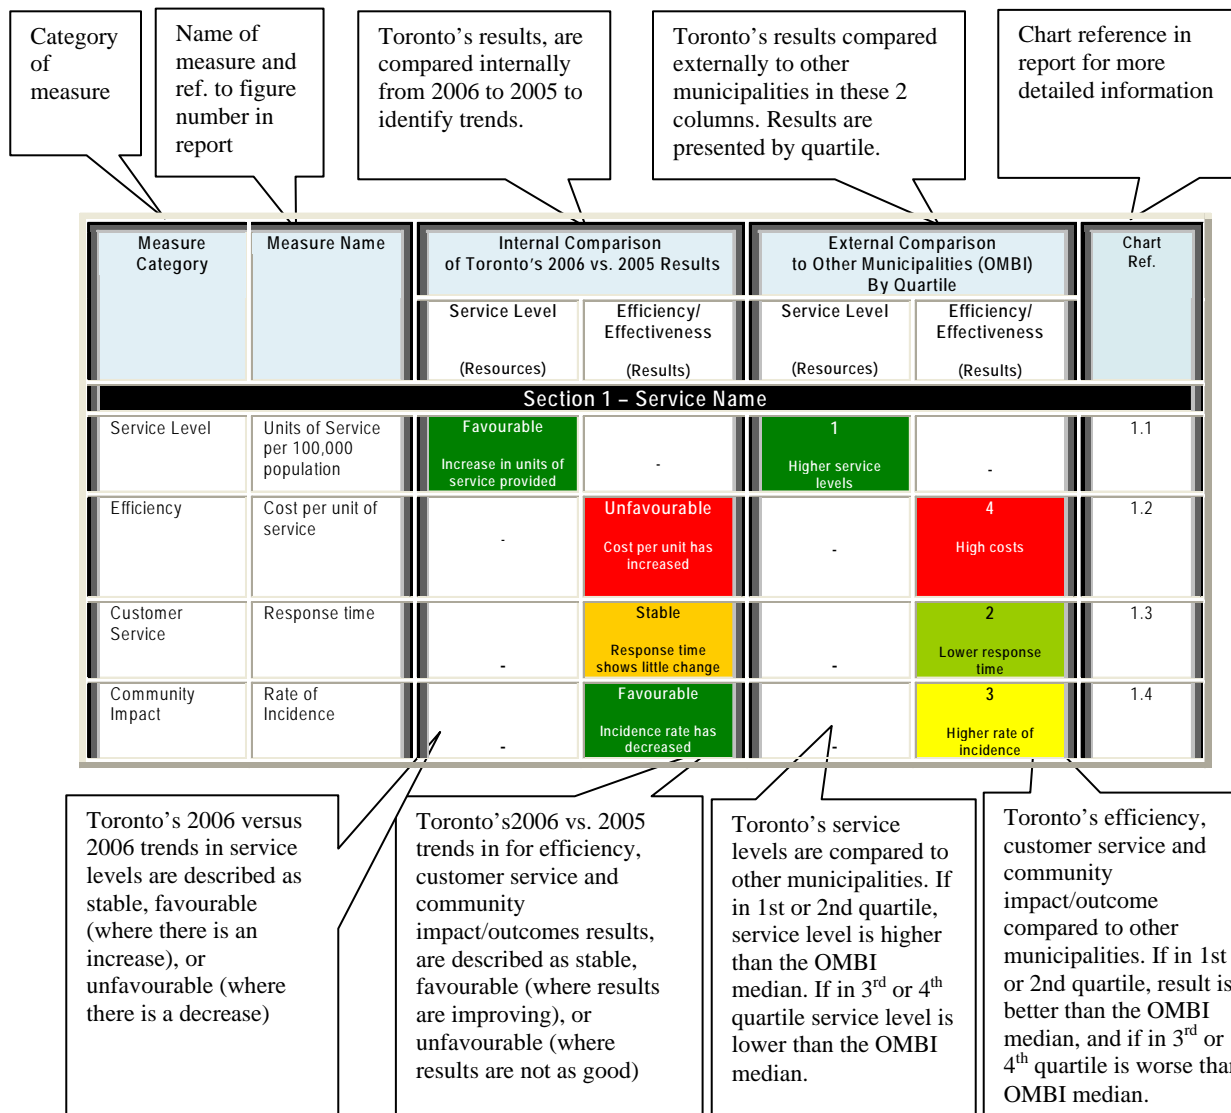 Category
of
measure
Name of
measure and
ref. to figure
number in
report
Toronto’s results, are
compared internally
from 2006 to 2005 to
identify trends.
Toronto’s results compared
externally to other
municipalities in these 2
columns. Results are
presented by quartile.
Chart reference in
report for more
detailed information
Measure
Category
Measure Name
Internal Comparison
of Toronto’s 2006 vs. 2005 Results
External Comparison
to Other Municipalities (OMBI)
By Quartile
Chart
Ref.
Service Level
(Resources)
Efficiency/
Effectiveness
(Results)
Service Level
(Resources)
Efficiency/
Effectiveness
(Results)
Section 1 – Service Name
Service Level
Units of Service
per 100,000
population
Favourable
Increase in units of
service provided
-
1
Higher service
levels
-
1.1
Efficiency
Cost per unit of
service
-
Unfavourable
Cost per unit has
increased
-
4
High costs
1.2
Customer
Service
Response time
-
Stable
Response time
shows little change
-
2
Lower response
time
1.3
Community
Impact
Rate of
Incidence
-
Favourable
Incidence rate has
decreased
-
3
Higher rate of
incidence
1.4
Toronto’s 2006 versus
2006 trends in service
levels are described as
stable, favourable
(where there is an
increase), or
unfavourable (where
there is a decrease)
Toronto’s2006 vs. 2005
trends in for efficiency,
customer service and
community
impact/outcomes results,
are described as stable,
favourable (where results
are improving), or
unfavourable (where
results are not as good)
Toronto’s service
levels are compared to
other municipalities. If
in 1st or 2nd quartile,
service level is higher
than the OMBI
median. If in 3rd or 4th
quartile service level is
lower than the OMBI
median.
Toronto’s efficiency,
customer service and
community
impact/outcome
compared to other
municipalities. If in 1st
or 2nd quartile, result is
better than the OMBI
median, and if in 3rd or
4th quartile is worse than
OMBI median.